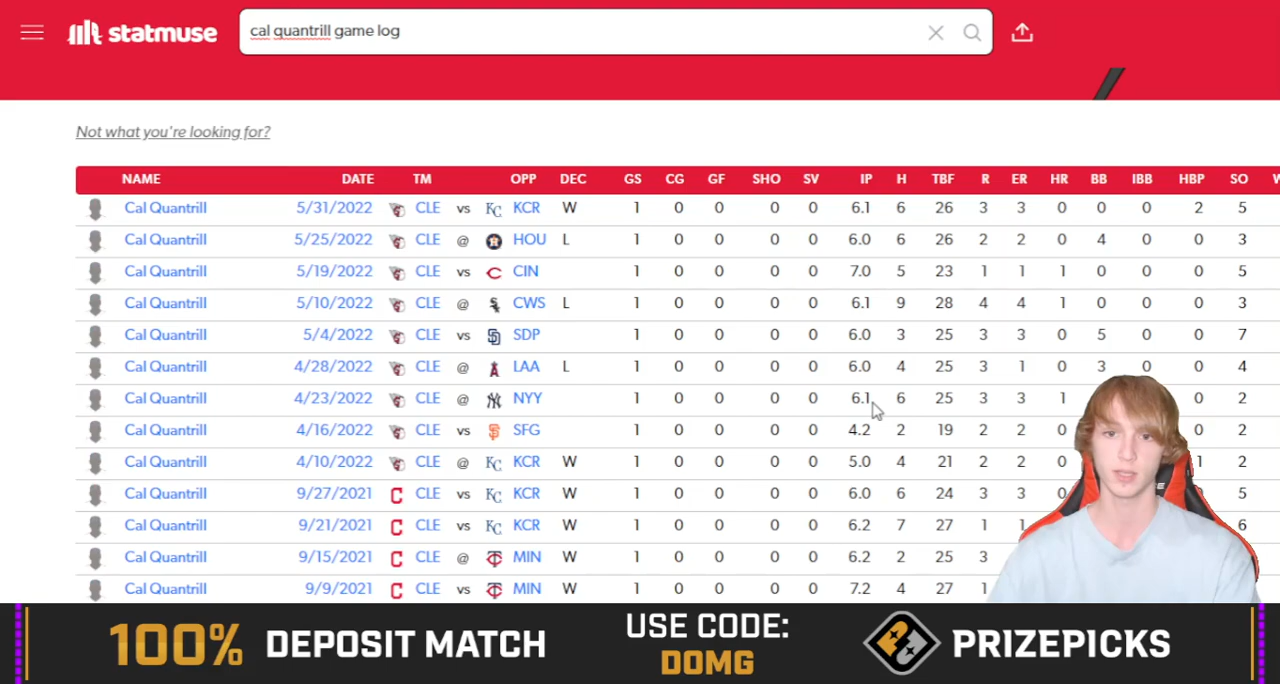 statmuse
cal quantrill game log
Not what you're looking for?
NAME DATE TM OPP DEC GS CG GF SHO SV IP H TBF R ER HR BB IBB HBP SO
Cal Quantrill 5/31/2022 CLE vs KC KCR W 1 0 0 0 0 6.1 6 26 3 3 0 0 0 2 5
Cal Quantrill 5/25/2022 CLE @ HOU L 1 0 0 0 0 6.0 6 26 2 2 0 4 0 0 3
Cal Quantrill 5/19/2022 CLE vs CIN 1 0 0 0 0 7.0 5 23 1 1 1 0 0 0 5
Cal Quantrill 5/10/2022 CLE @ CWS L 1 0 0 0 0 6.1 9 28 4 4 1 0 0 0 3
Cal Quantrill 5/4/2022 CLE vs SDP 1 0 0 0 0 6.0 3 25 3 3 0 5 0 0 7
Cal Quantrill 4/28/2022 CLE @ LAA L 1 0 0 0 0 6.0 4 25 3 1 0 3 0 0 4
Cal Quantrill 4/23/2022 CLE @ NYY 1 0 0 0 0 6.1 6 25 3 3 1 0 2
Cal Quantrill 4/16/2022 CLE vs SFG 1 0 0 0 0 4.2 2 19 2 2 0 0 2
Cal Quantrill 4/10/2022 CLE @ KC KCR W 1 0 0 0 0 5.0 4 21 2 2 0 1 2
Cal Quantrill 9/27/2021 C CLE vs KC KCR W 1 0 0 0 0 6.0 6 24 3 3 0 5
Cal Quantrill 9/21/2021 C CLE vs KC KCR W 1 0 0 0 0 6.2 7 27 1 1 6
Cal Quantrill 9/15/2021 C CLE @ MIN W 1 0 0 0 0 6.2 2 25 3
Cal Quantrill 9/9/2021 C CLE vs MIN W 1 0 0 0 0 7.2 4 27 1
100% DEPOSIT MATCH
USE CODE:
DOMG
PRIZEPICKS